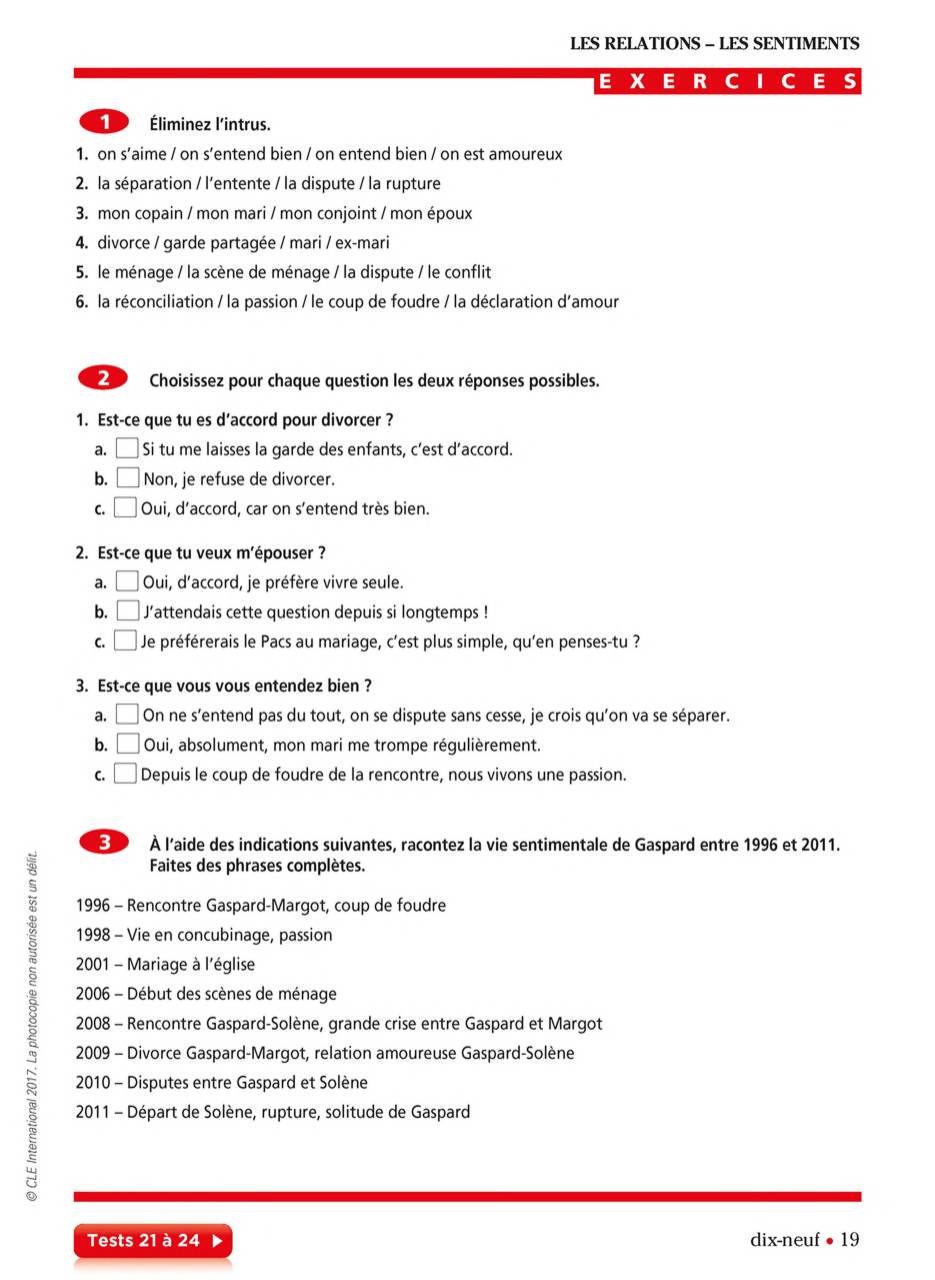 LES RELATIONS – LES SENTIMENTS
EXERCICES
1 Éliminez l’intrus.
1. on s’aime / on s’entend bien / on entend bien / on est amoureux
2. la séparation / l’entente / la dispute / la rupture
3. mon copain / mon mari / mon conjoint / mon époux
4. divorce / garde partagée / mari / ex-mari
5. le ménage / la scène de ménage / la dispute / le conflit
6. la réconciliation / la passion / le coup de foudre / la déclaration d’amour
2 Choisissez pour chaque question les deux réponses possibles.
1. Est-ce que tu es d’accord pour divorcer ?
a. Si tu me laisses la garde des enfants, c’est d’accord.
b. Non, je refuse de divorcer.
c. Oui, d’accord, car on s’entend très bien.
2. Est-ce que tu veux m’épouser ?
a. Oui, d’accord, je préfère vivre seule.
b. J’attendais cette question depuis si longtemps !
c. Je préférerais le Pacs au mariage, c’est plus simple, qu’en penses-tu ?
3. Est-ce que vous vous entendez bien ?
a. On ne s’entend pas du tout, on se dispute sans cesse, je crois qu’on va se séparer.
b. Oui, absolument, mon mari me trompe régulièrement.
c. Depuis le coup de foudre de la rencontre, nous vivons une passion.
3 À l’aide des indications suivantes, racontez la vie sentimentale de Gaspard entre 1996 et 2011.
Faites des phrases complètes.
1996 – Rencontre Gaspard-Margot, coup de foudre
1998 – Vie en concubinage, passion
2001 – Mariage à l’église
2006 – Début des scènes de ménage
2008 – Rencontre Gaspard-Solène, grande crise entre Gaspard et Margot
2009 – Divorce Gaspard-Margot, relation amoureuse Gaspard-Solène
2010 – Disputes entre Gaspard et Solène
2011 – Départ de Solène, rupture, solitude de Gaspard
© CLE International 2017. La photocopie non autorisée est un délit.
Tests 21 à 24
dix-neuf • 19